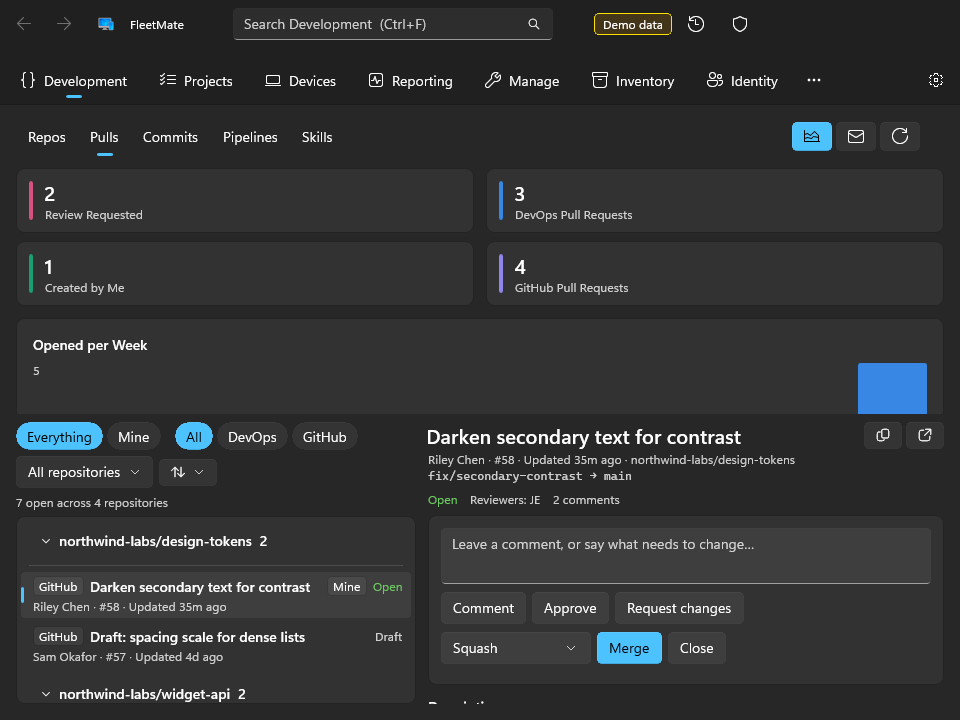 FleetMate
Search Development (Ctrl+F)
Demo data
Development
Projects
Devices
Reporting
Manage
Inventory
Identity
Repos
Pulls
Commits
Pipelines
Skills
2
Review Requested
3
DevOps Pull Requests
1
Created by Me
4
GitHub Pull Requests
Opened per Week
5
Everything
Mine
All
DevOps
GitHub
All repositories
7 open across 4 repositories
northwind-labs/design-tokens 2
GitHub Darken secondary text for contrast Mine Open
Riley Chen · #58 · Updated 35m ago
GitHub Draft: spacing scale for dense lists Draft
Sam Okafor · #57 · Updated 4d ago
northwind-labs/widget-api 2
Darken secondary text for contrast
Riley Chen · #58 · Updated 35m ago · northwind-labs/design-tokens
fix/secondary-contrast → main
Open Reviewers: JE 2 comments
Leave a comment, or say what needs to change...
Comment
Approve
Request changes
Squash
Merge
Close